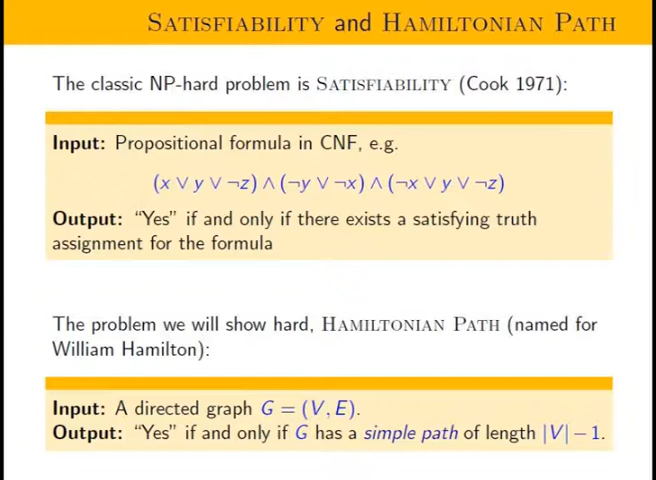 SATISFIABILITY and HAMILTONIAN PATH
The classic NP-hard problem is SATISFIABILITY (Cook 1971):
Input: Propositional formula in CNF, e.g.
(x ∨ y ∨ ¬z) ∧ (¬y ∨ ¬x) ∧ (¬x ∨ y ∨ ¬z)
Output: “Yes” if and only if there exists a satisfying truth
assignment for the formula
The problem we will show hard, HAMILTONIAN PATH (named for
William Hamilton):
Input: A directed graph G = (V, E).
Output: “Yes” if and only if G has a simple path of length |V| − 1.